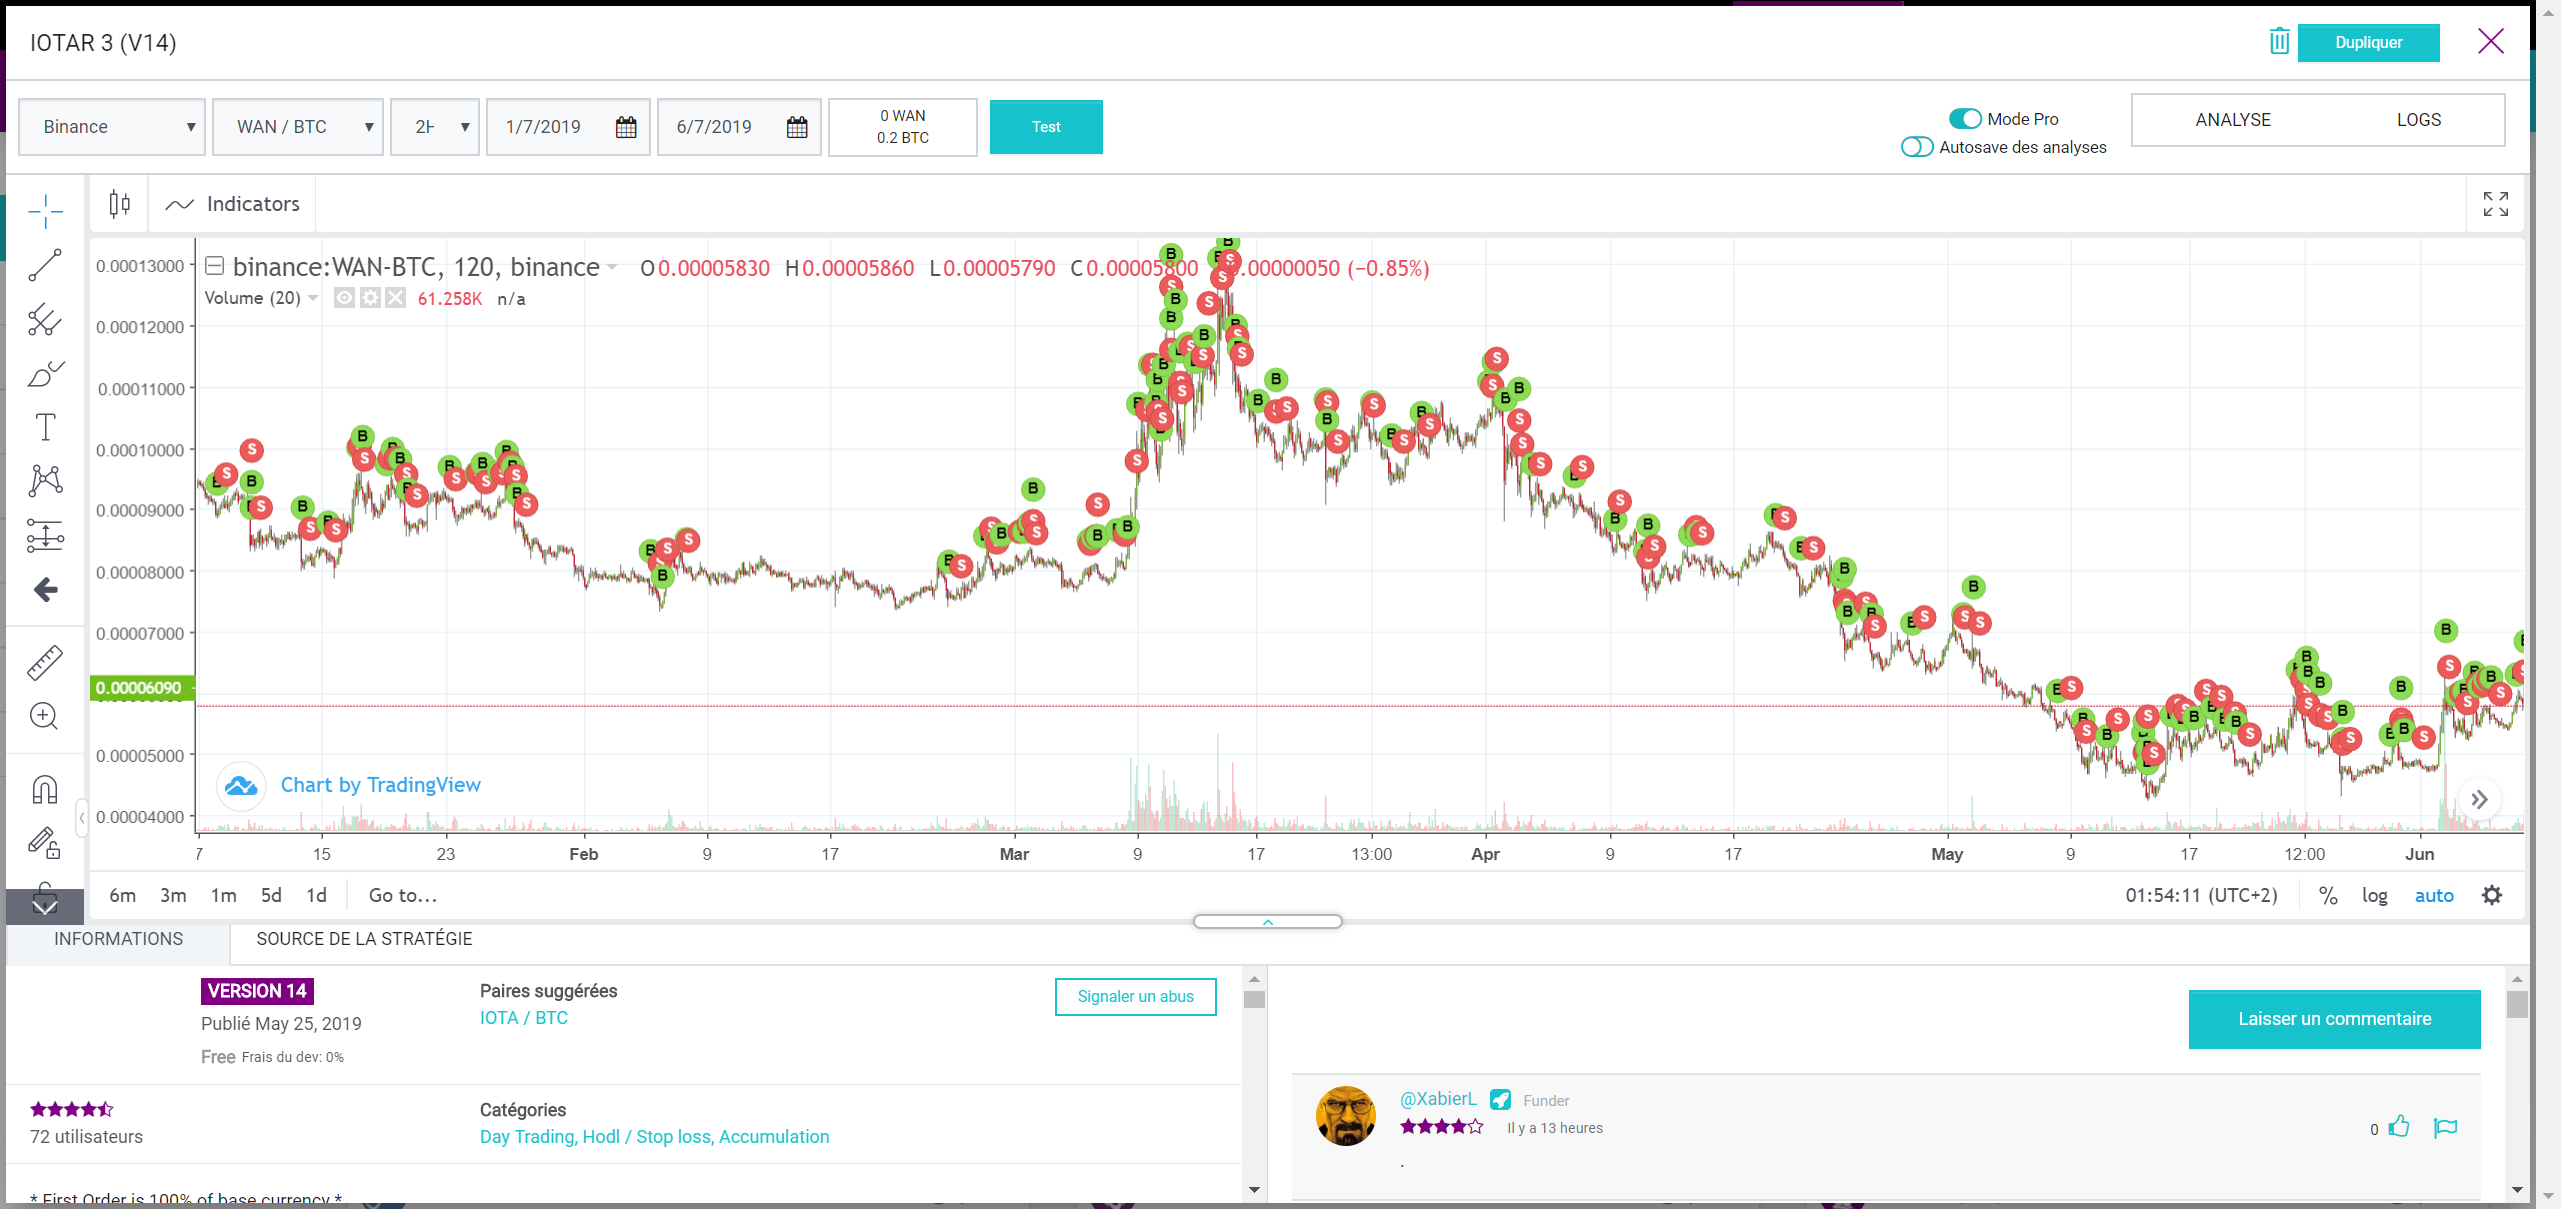 IOTAR 3 (V14)
Dupliquer
Binance
WAN / BTC
2H
1/7/2019
6/7/2019
0 WAN
0.2 BTC
Test
Mode Pro
Autosave des analyses
ANALYSE
LOGS
Indicators
binance:WAN-BTC, 120, binance
O0.00005830 H0.00005860 L0.00005790 C0.00005800 0.00000050 (−0.85%)
Volume (20)
61.258K n/a
0.00013000
0.00012000
0.00011000
0.00010000
0.00009000
0.00008000
0.00007000
0.00006090
0.00005000
0.00004000
Chart by TradingView
7 15 23 Feb 9 17 Mar 9 17 13:00 Apr 9 17 May 9 17 12:00 Jun
6m 3m 1m 5d 1d Go to...
01:54:11 (UTC+2) % log auto
INFORMATIONS
SOURCE DE LA STRATÉGIE
VERSION 14
Publié May 25, 2019
Free Frais du dev: 0%
Paires suggérées
IOTA / BTC
Signaler un abus
72 utilisateurs
Catégories
Day Trading, Hodl / Stop loss, Accumulation
* First Order is 100% of base currency *
Laisser un commentaire
@XabierL Funder
Il y a 13 heures
.
0